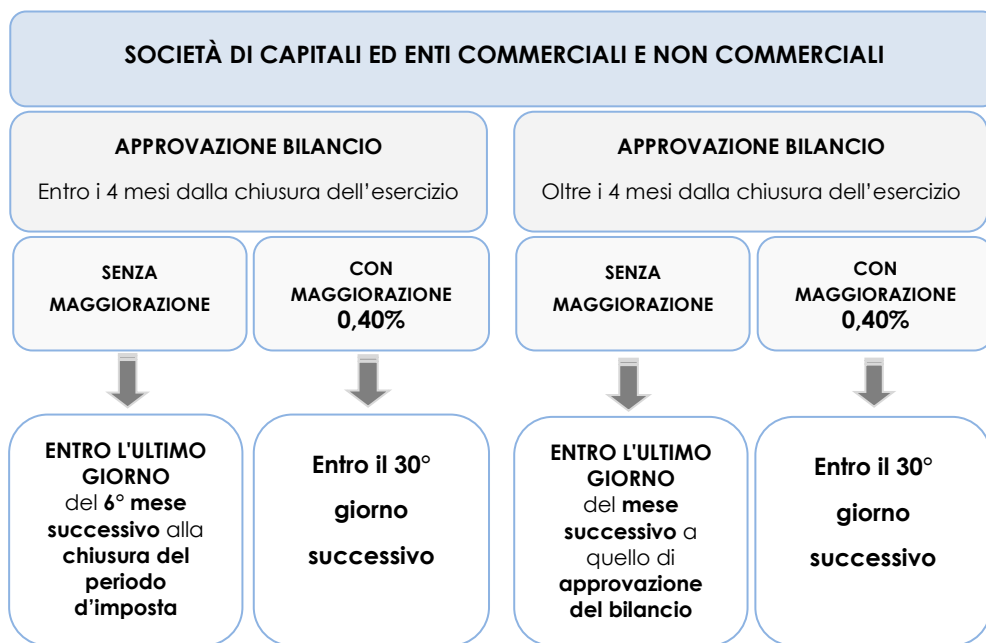 SOCIETÀ DI CAPITALI ED ENTI COMMERCIALI E NON COMMERCIALI
APPROVAZIONE BILANCIO
Entro i 4 mesi dalla chiusura dell'esercizio
APPROVAZIONE BILANCIO
Oltre i 4 mesi dalla chiusura dell'esercizio
SENZA
MAGGIORAZIONE
CON
MAGGIORAZIONE
0,40%
SENZA
MAGGIORAZIONE
CON
MAGGIORAZIONE
0,40%
ENTRO L'ULTIMO
GIORNO
del 6° mese
successivo alla
chiusura del
periodo
d'imposta
Entro il 30°
giorno
successivo
ENTRO L'ULTIMO
GIORNO
del mese
successivo a
quello di
approvazione
del bilancio
Entro il 30°
giorno
successivo